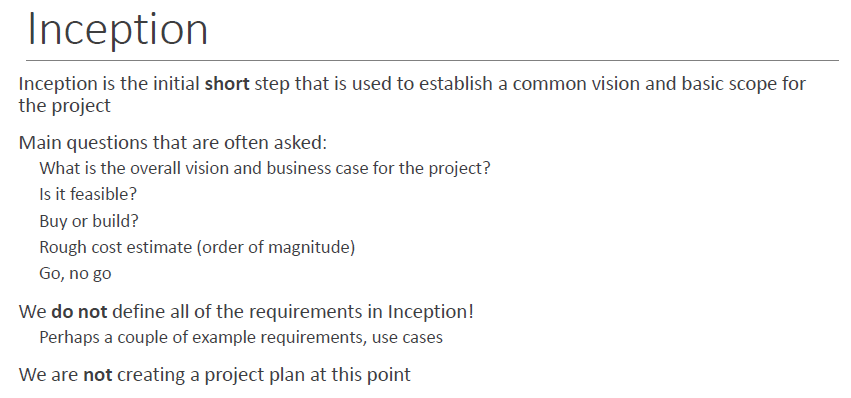 Inception
Inception is the initial short step that is used to establish a common vision and basic scope for
the project
Main questions that are often asked:
What is the overall vision and business case for the project?
Is it feasible?
Buy or build?
Rough cost estimate (order of magnitude)
Go, no go
We do not define all of the requirements in Inception!
Perhaps a couple of example requirements, use cases
We are not creating a project plan at this point